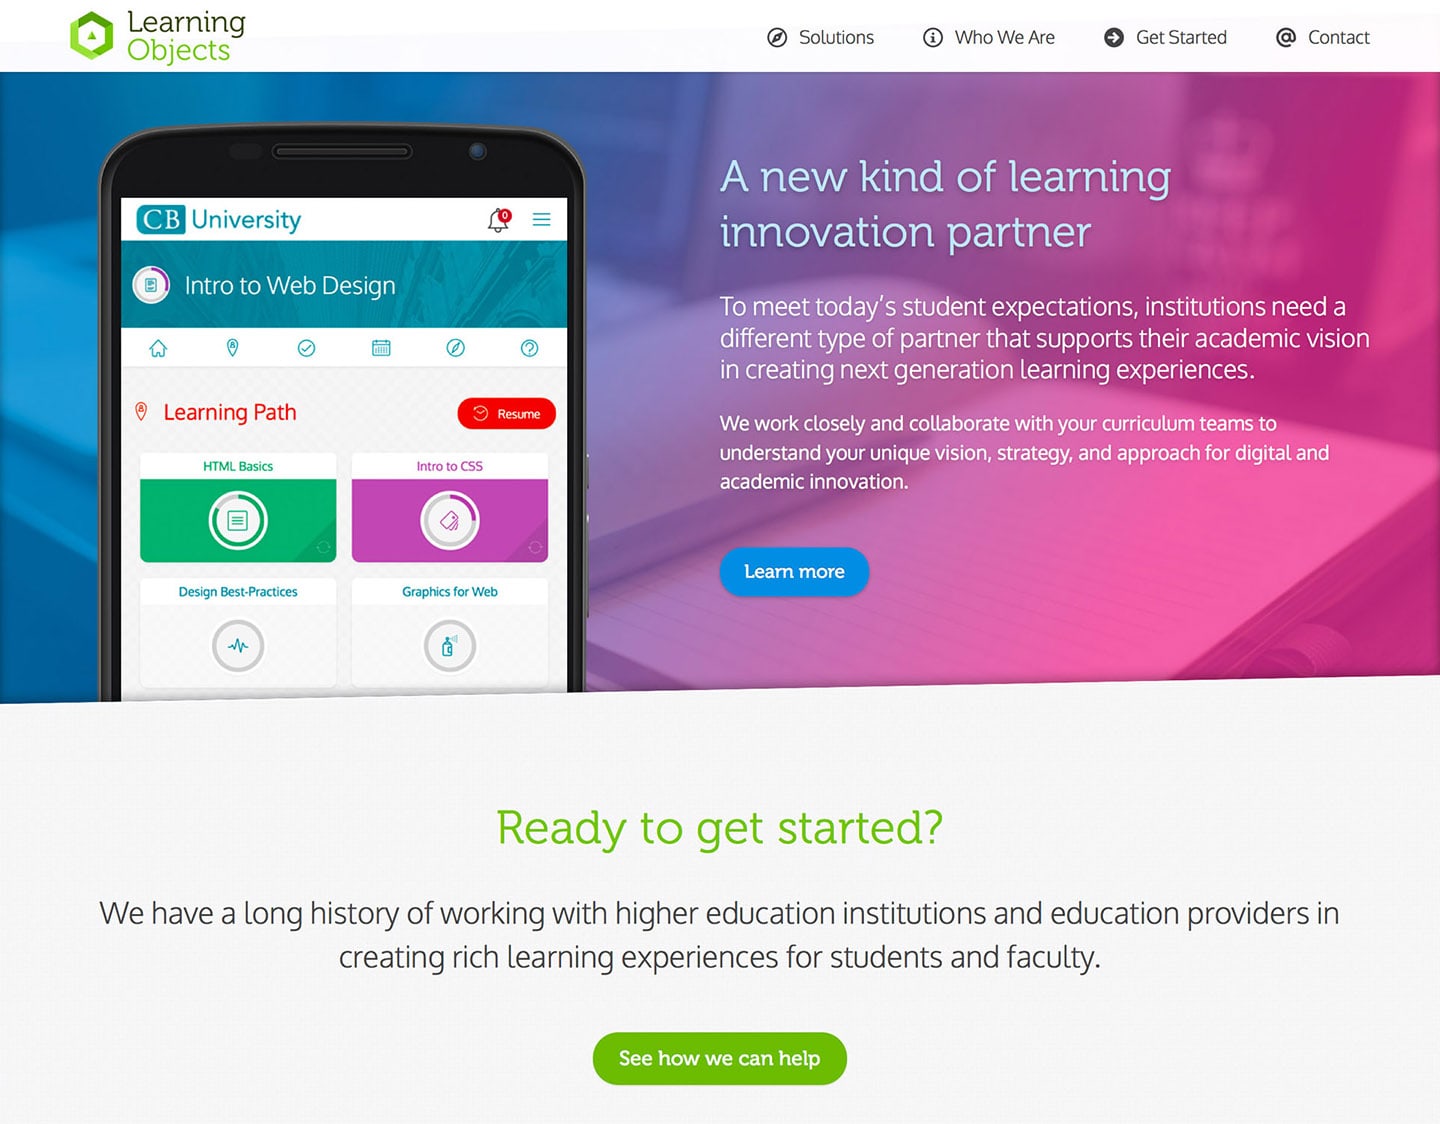 Learning
Objects
Solutions
Who We Are
Get Started
Contact
CB University
0
Intro to Web Design
Learning Path
Resume
HTML Basics
Intro to CSS
Design Best-Practices
Graphics for Web
A new kind of learning
innovation partner
To meet today’s student expectations, institutions need a
different type of partner that supports their academic vision
in creating next generation learning experiences.
We work closely and collaborate with your curriculum teams to
understand your unique vision, strategy, and approach for digital and
academic innovation.
Learn more
Ready to get started?
We have a long history of working with higher education institutions and education providers in
creating rich learning experiences for students and faculty.
See how we can help